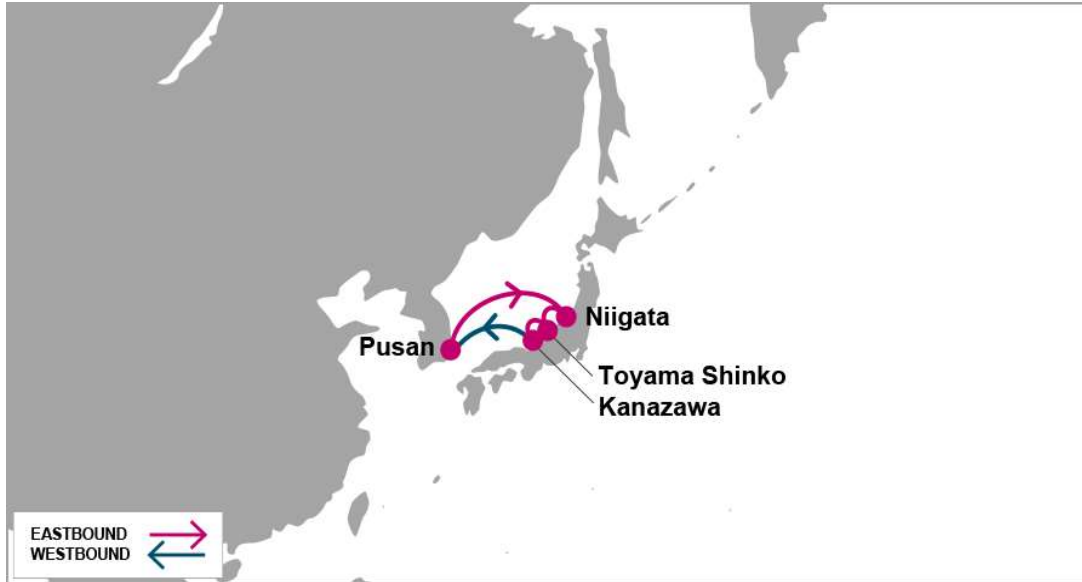 Niigata
Pusan
Toyama Shinko
Kanazawa
EASTBOUND
WESTBOUND